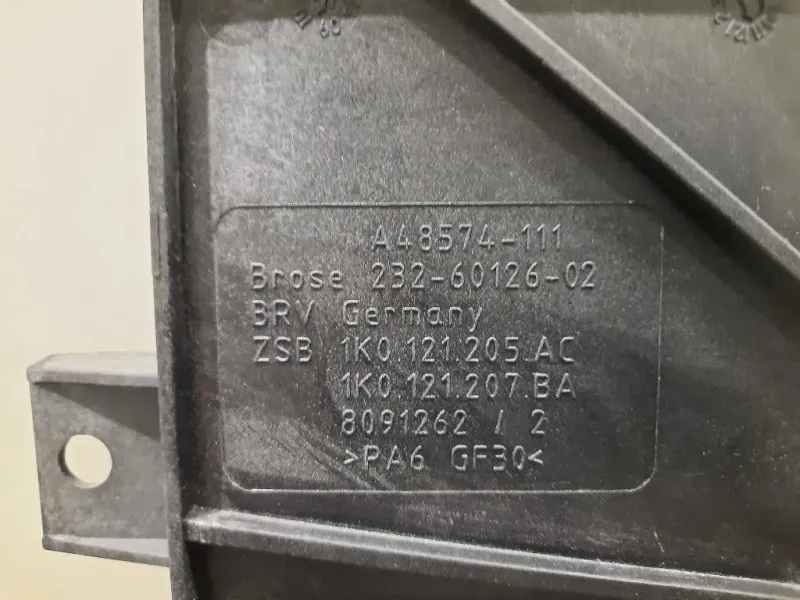 A48574-111
Brose 232-60126-02
BRV Germany
ZSB 1K0.121.205.AC
1K0.121.207.BA
8091262 / 2
>PA6 GF30<